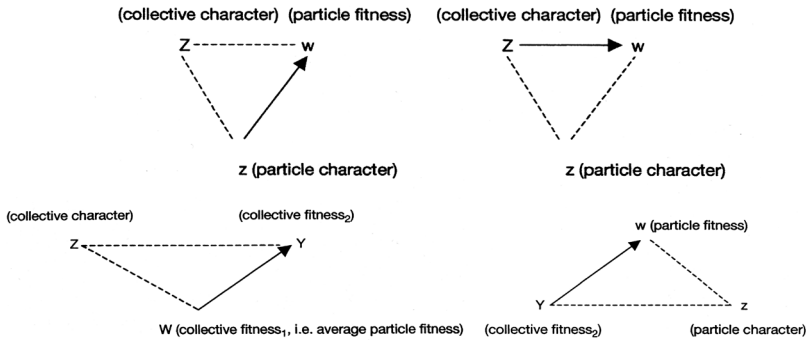 (collective character) (particle fitness)
Z w
z (particle character)
(collective character) (particle fitness)
Z w
z (particle character)
(collective character) (collective fitness₂)
Z Y
W (collective fitness₁, i.e. average particle fitness)
w (particle fitness)
Y z
(collective fitness₂) (particle character)